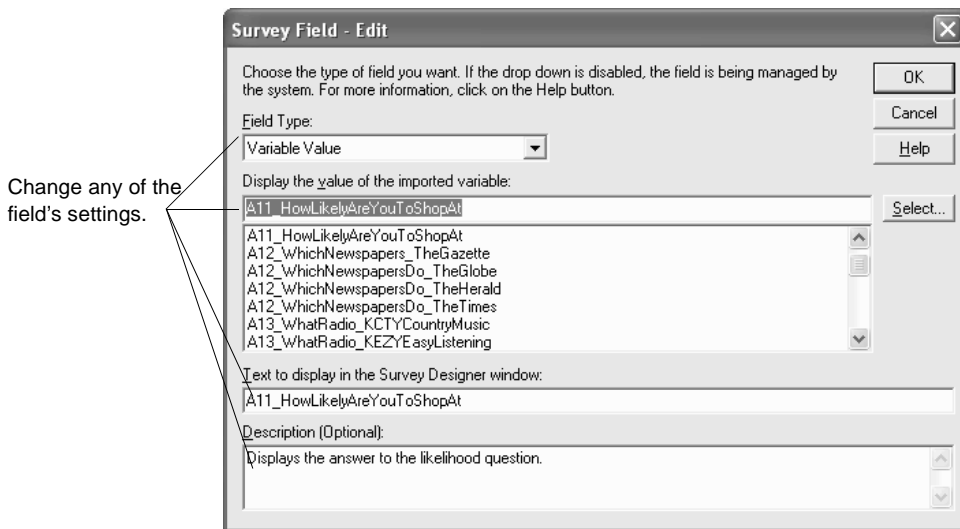 Survey Field - Edit
Choose the type of field you want. If the drop down is disabled, the field is being managed by
the system. For more information, click on the Help button.
OK
Cancel
Help
Field Type:
Variable Value
Change any of the
field's settings.
Display the value of the imported variable:
A11_HowLikelyAreYouToShopAt
Select...
A11_HowLikelyAreYouToShopAt
A12_WhichNewspapers_TheGazette
A12_WhichNewspapersDo_TheGlobe
A12_WhichNewspapersDo_TheHerald
A12_WhichNewspapersDo_TheTimes
A13_WhatRadio_KCTYCountryMusic
A13_WhatRadio_KEZYEasyListening
Text to display in the Survey Designer window:
A11_HowLikelyAreYouToShopAt
Description (Optional):
Displays the answer to the likelihood question.